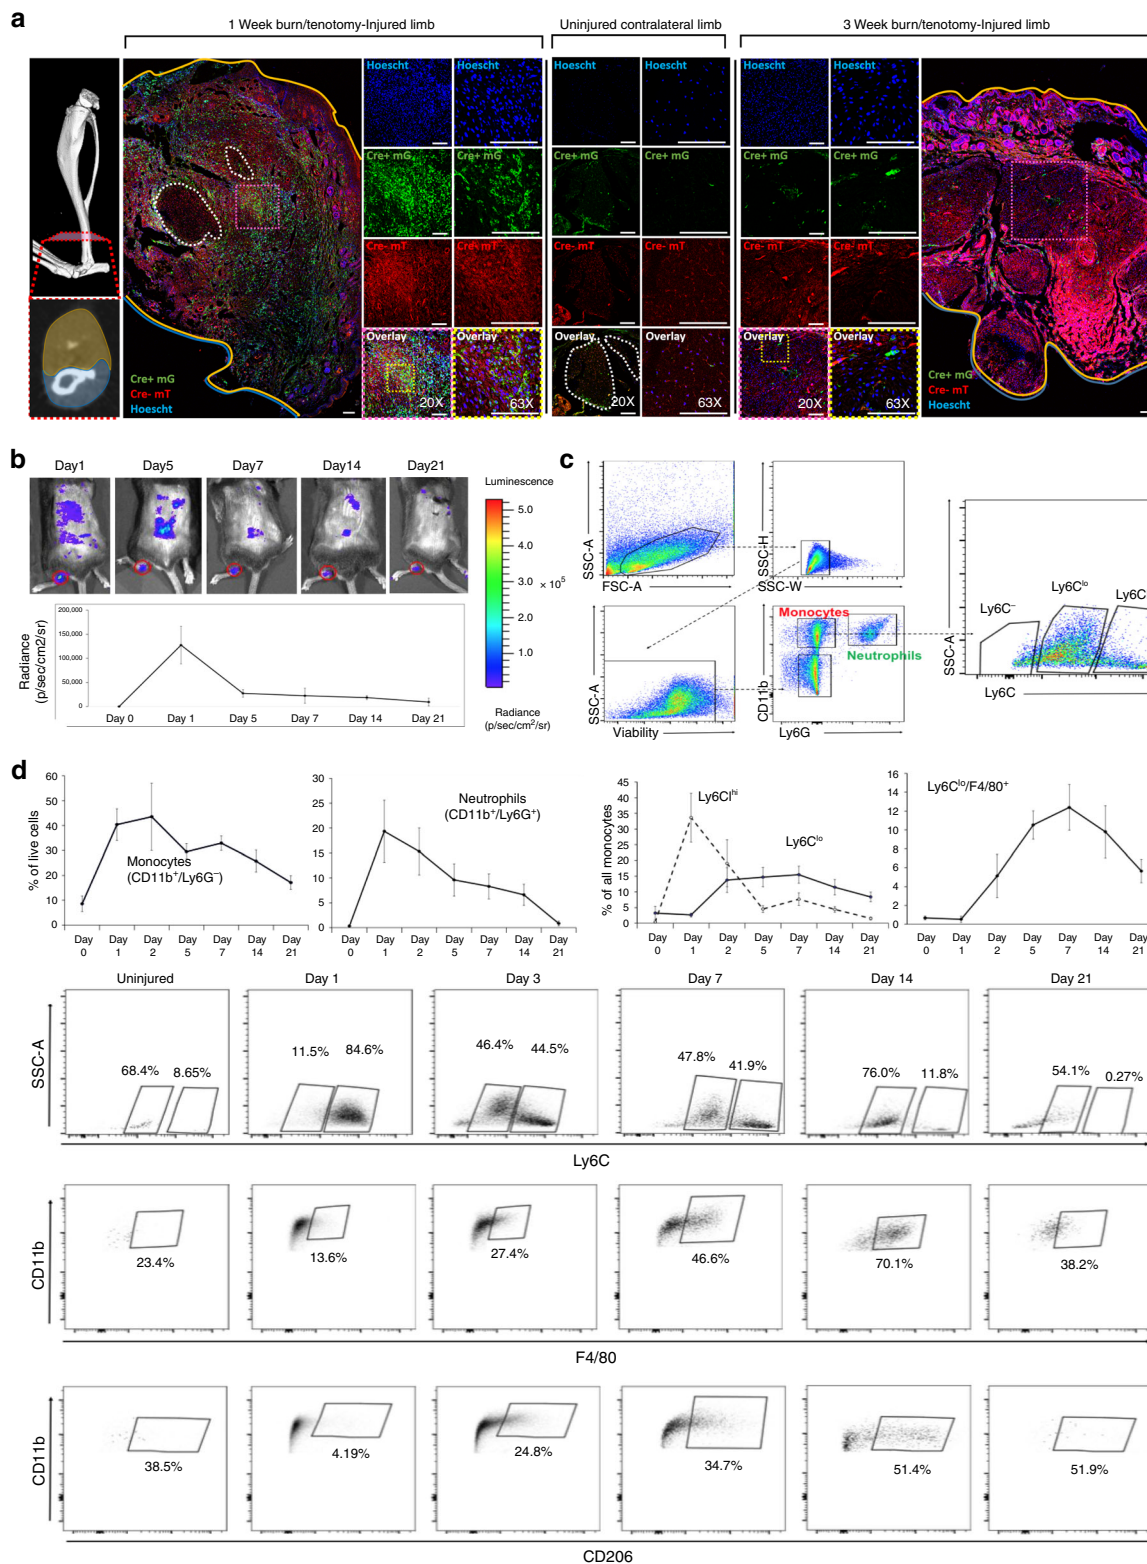 a
1 Week burn/tenotomy-Injured limb
Uninjured contralateral limb
3 Week burn/tenotomy-Injured limb
Hoescht
Hoescht
Hoescht
Hoescht
Hoescht
Hoescht
Cre+ mG
Cre+ mG
Cre+ mG
Cre+ mG
Cre+ mG
Cre+ mG
Cre- mT
Cre- mT
Cre- mT
Cre- mT
Cre- mT
Cre- mT
Overlay
Overlay
Overlay
Overlay
Overlay
Overlay
20X
63X
20X
63X
20X
63X
Cre+ mG
Cre- mT
Hoescht
Cre+ mG
Cre- mT
Hoescht
b
Day1
Day5
Day7
Day14
Day21
Luminescence
5.0
4.0
3.0
× 10⁵
2.0
1.0
Radiance
(p/sec/cm²/sr)
Radiance
(p/sec/cm2/sr)
200,000
150,000
100,000
50,000
0
Day 0
Day 1
Day 5
Day 7
Day 14
Day 21
c
SSC-A
FSC-A
SSC-H
SSC-W
SSC-A
Viability
CD11b
Ly6G
Monocytes
Neutrophils
SSC-A
Ly6C
Ly6C⁻
Ly6Cˡᵒ
Ly6C
d
% of live cells
60
50
40
30
20
10
0
Monocytes
(CD11b⁺/Ly6G⁻)
Day 0
Day 1
Day 2
Day 5
Day 7
Day 14
Day 21
30
25
20
15
10
5
0
Neutrophils
(CD11b⁺/Ly6G⁺)
Day 0
Day 1
Day 2
Day 5
Day 7
Day 14
Day 21
% of all monocytes
45
40
35
30
25
20
15
10
5
0
Ly6Clʰⁱ
Ly6Cˡᵒ
Day 0
Day 1
Day 2
Day 5
Day 7
Day 14
Day 21
16
14
12
10
8
6
4
2
0
Ly6Cˡᵒ/F4/80⁺
Day 0
Day 1
Day 2
Day 5
Day 7
Day 14
Day 21
Uninjured
Day 1
Day 3
Day 7
Day 14
Day 21
SSC-A
68.4%
8.65%
11.5%
84.6%
46.4%
44.5%
47.8%
41.9%
76.0%
11.8%
54.1%
0.27%
Ly6C
CD11b
23.4%
13.6%
27.4%
46.6%
70.1%
38.2%
F4/80
CD11b
38.5%
4.19%
24.8%
34.7%
51.4%
51.9%
CD206